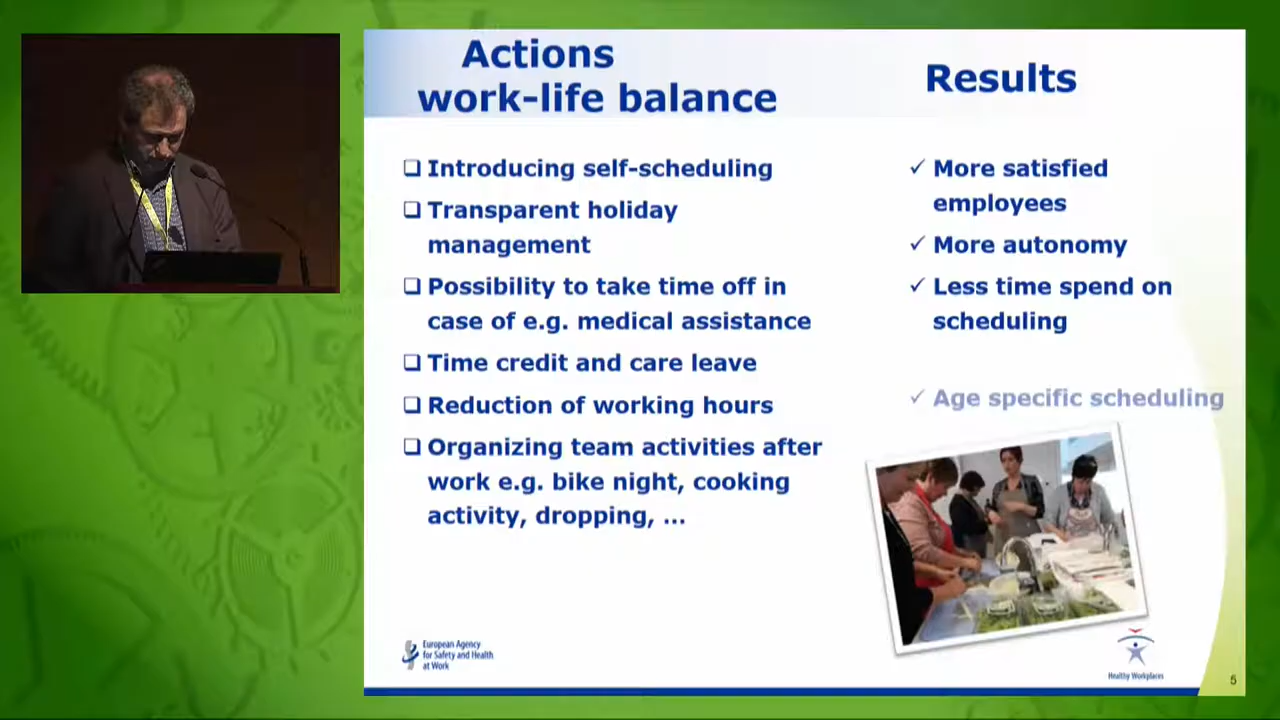 Actions
work-life balance
Results
❑ Introducing self-scheduling
❑ Transparent holiday
management
❑ Possibility to take time off in
case of e.g. medical assistance
❑ Time credit and care leave
❑ Reduction of working hours
❑ Organizing team activities after
work e.g. bike night, cooking
activity, dropping, ...
✓ More satisfied
employees
✓ More autonomy
✓ Less time spend on
scheduling
✓ Age specific scheduling
European Agency
for Safety and Health
at Work
Healthy Workplaces
5